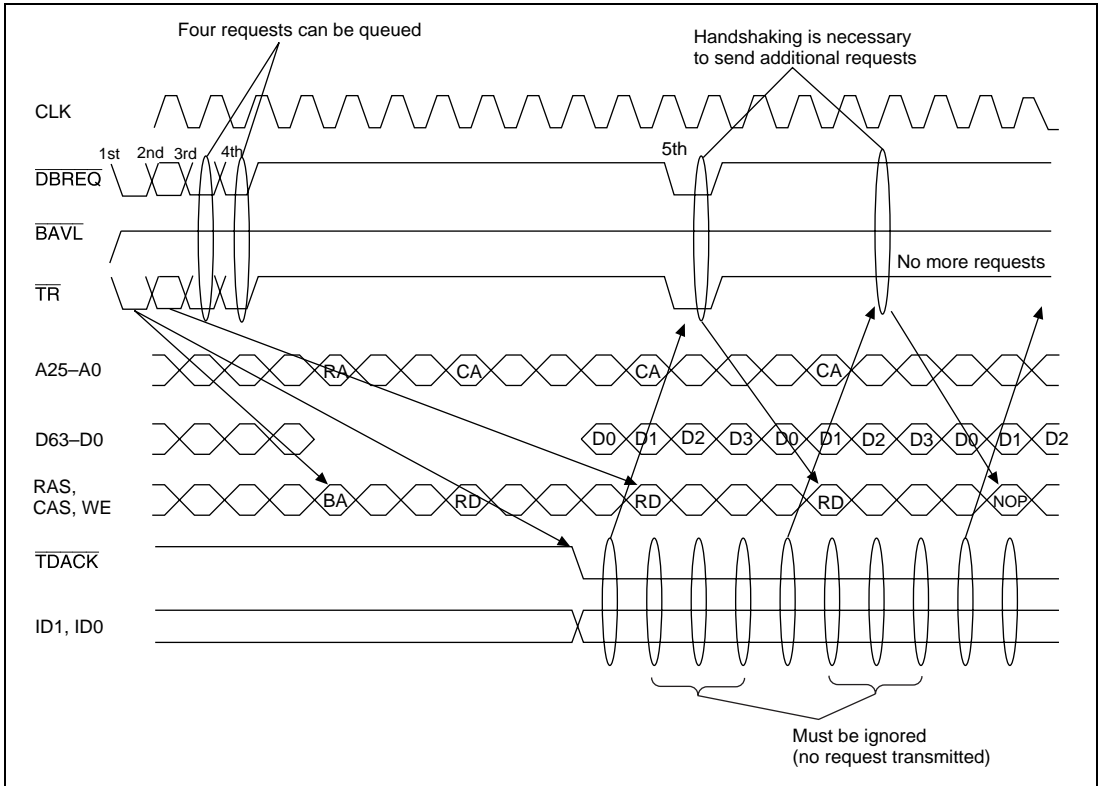 Four requests can be queued
Handshaking is necessary
to send additional requests
CLK
1st 2nd 3rd 4th 5th
DBREQ
BAVL
No more requests
TR
A25–A0 RA CA CA CA
D63–D0 D0 D1 D2 D3 D0 D1 D2 D3 D0 D1 D2
RAS,
CAS, WE BA RD RD RD NOP
TDACK
ID1, ID0
Must be ignored
(no request transmitted)